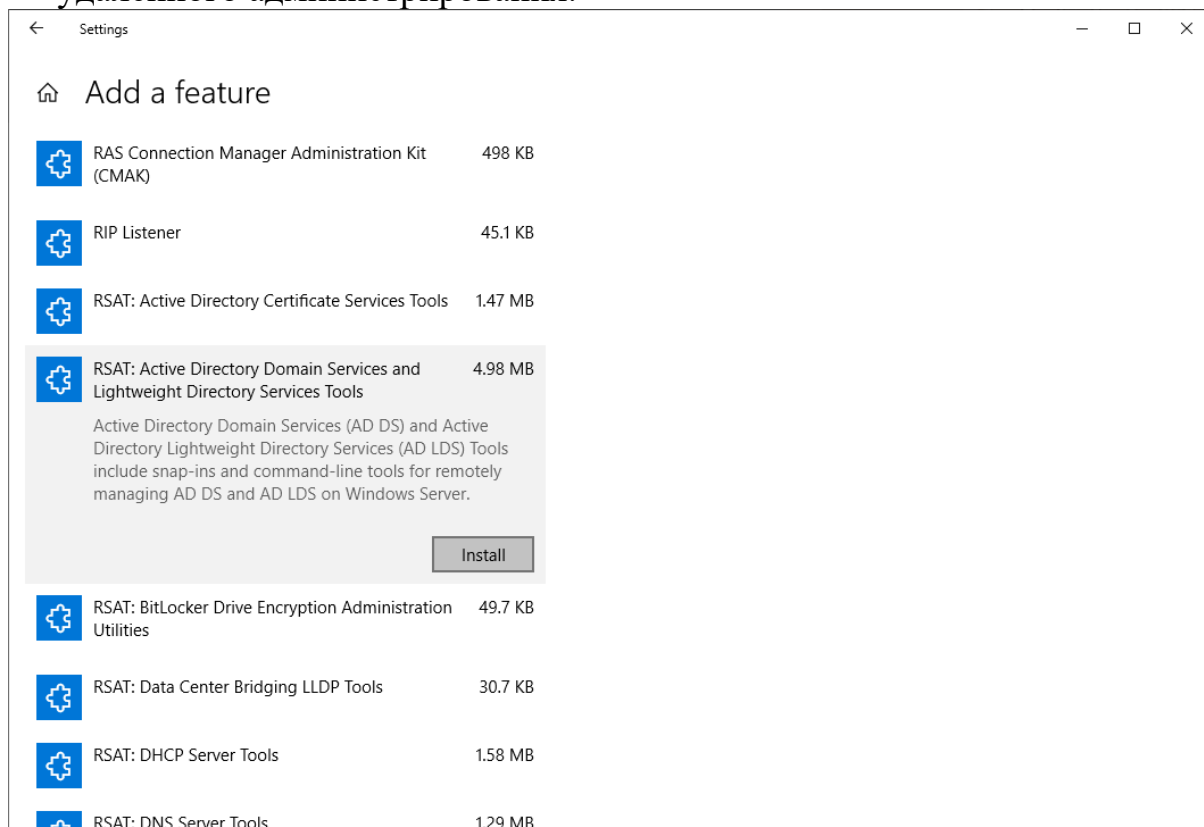 удаленного администрирования.
Settings
Add a feature
RAS Connection Manager Administration Kit 498 KB
(CMAK)
RIP Listener 45.1 KB
RSAT: Active Directory Certificate Services Tools 1.47 MB
RSAT: Active Directory Domain Services and 4.98 MB
Lightweight Directory Services Tools
Active Directory Domain Services (AD DS) and Active
Directory Lightweight Directory Services (AD LDS) Tools
include snap-ins and command-line tools for remotely
managing AD DS and AD LDS on Windows Server.
Install
RSAT: BitLocker Drive Encryption Administration 49.7 KB
Utilities
RSAT: Data Center Bridging LLDP Tools 30.7 KB
RSAT: DHCP Server Tools 1.58 MB
RSAT: DNS Server Tools 1.29 MB